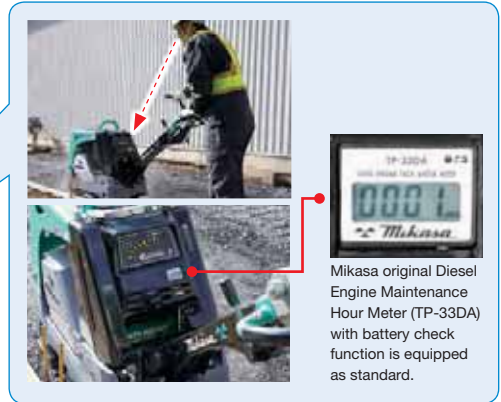 TP-33DA
0001
Mikasa
Mikasa original Diesel
Engine Maintenance
Hour Meter (TP-33DA)
with battery check
function is equipped
as standard.